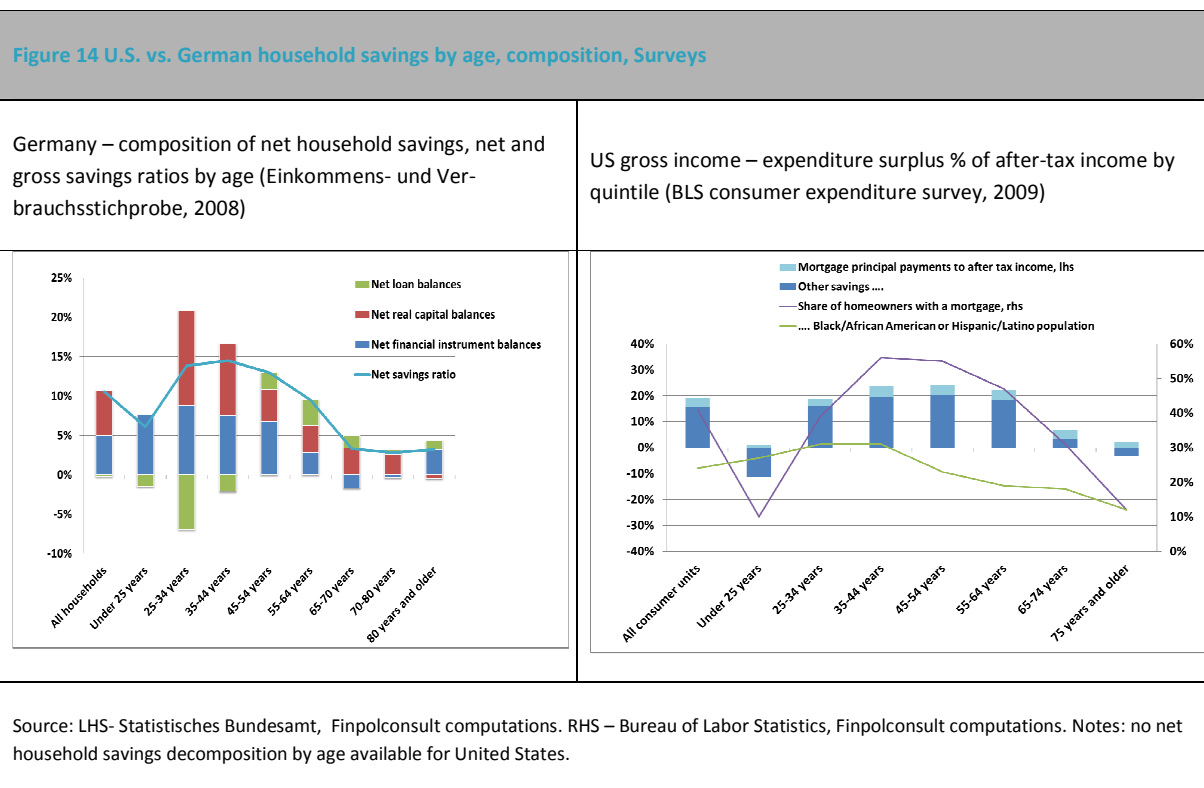 Figure 14 U.S. vs. German household savings by age, composition, Surveys
Germany – composition of net household savings, net and
gross savings ratios by age (Einkommens- und Ver-
brauchsstichprobe, 2008)
US gross income – expenditure surplus % of after-tax income by
quintile (BLS consumer expenditure survey, 2009)
25%
20%
15%
10%
5%
0%
-5%
-10%
Net loan balances
Net real capital balances
Net financial instrument balances
Net savings ratio
All households
Under 25 years
25-34 years
35-44 years
45-54 years
55-64 years
65-70 years
70-80 years
80 years and older
Mortgage principal payments to after tax income, lhs
Other savings ....
Share of homeowners with a mortgage, rhs
.... Black/African American or Hispanic/Latino population
40%
30%
20%
10%
0%
-10%
-20%
-30%
-40%
60%
50%
40%
30%
20%
10%
0%
All consumer units
Under 25 years
25-34 years
35-44 years
45-54 years
55-64 years
65-74 years
75 years and older
Source: LHS- Statistisches Bundesamt, Finpolconsult computations. RHS – Bureau of Labor Statistics, Finpolconsult computations. Notes: no net
household savings decomposition by age available for United States.